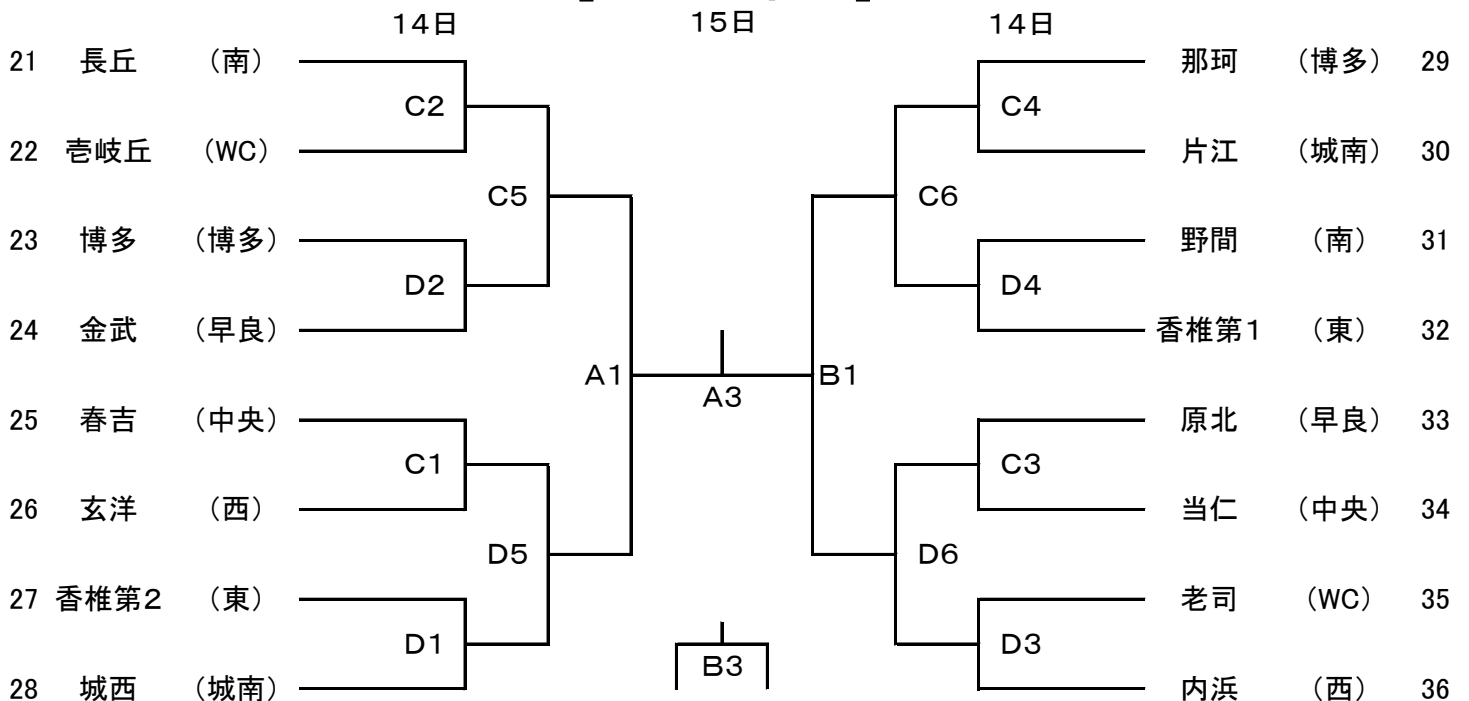 14日 15日 14日
21 長丘 （南） 那珂 （博多） 29
C2 C4
22 壱岐丘 （WC） 片江 （城南） 30
C5 C6
23 博多 （博多） 野間 （南） 31
D2 D4
24 金武 （早良） 香椎第1 （東） 32
A1 B1
A3
25 春吉 （中央） 原北 （早良） 33
C1 C3
26 玄洋 （西） 当仁 （中央） 34
D5 D6
27 香椎第2 （東） 老司 （WC） 35
D1 D3
B3
28 城西 （城南） 内浜 （西） 36